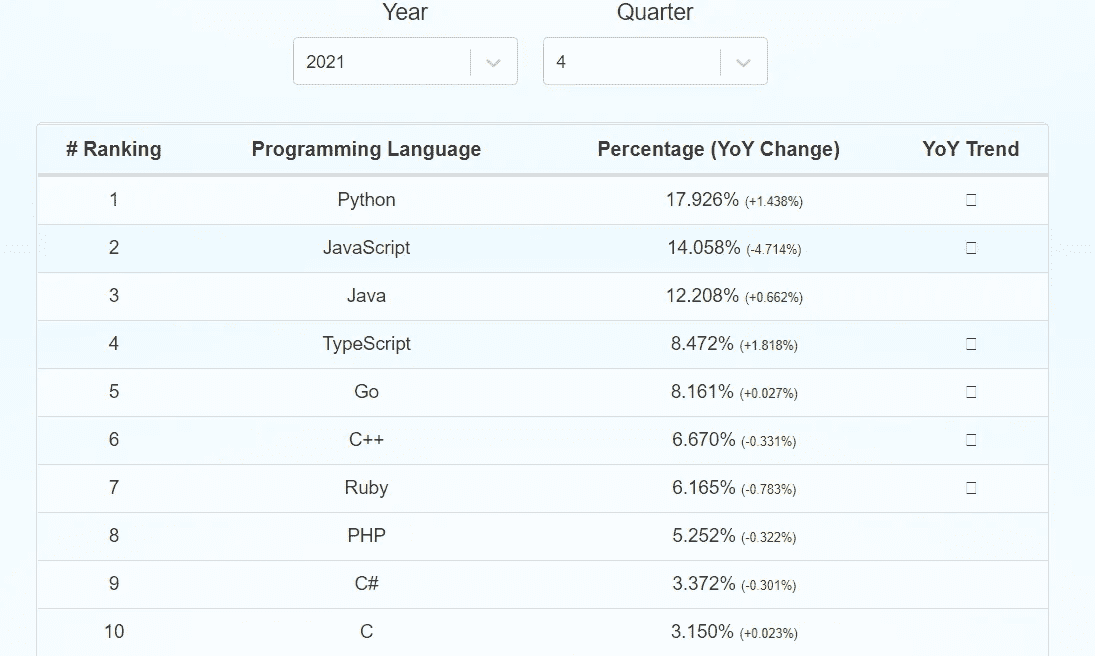 Year Quarter
2021 4
# Ranking Programming Language Percentage (YoY Change) YoY Trend
1 Python 17.926% (+1.438%)
2 JavaScript 14.058% (-4.714%)
3 Java 12.208% (+0.662%)
4 TypeScript 8.472% (+1.818%)
5 Go 8.161% (+0.027%)
6 C++ 6.670% (-0.331%)
7 Ruby 6.165% (-0.783%)
8 PHP 5.252% (-0.322%)
9 C# 3.372% (-0.301%)
10 C 3.150% (+0.023%)